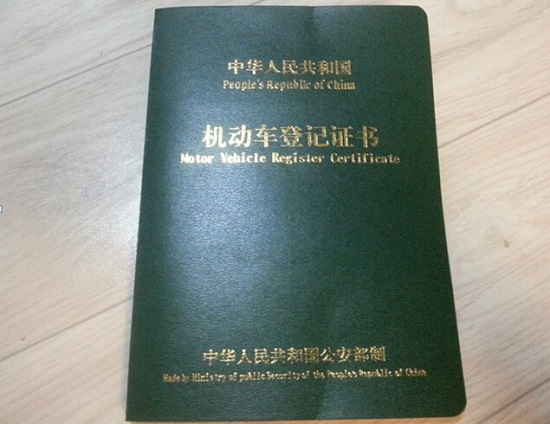 中华人民共和国
People's Republic of China
机动车登记证书
Motor Vehicle Register Certificate
中华人民共和国公安部制
Made by Ministry of public Security of the People's Republic of China